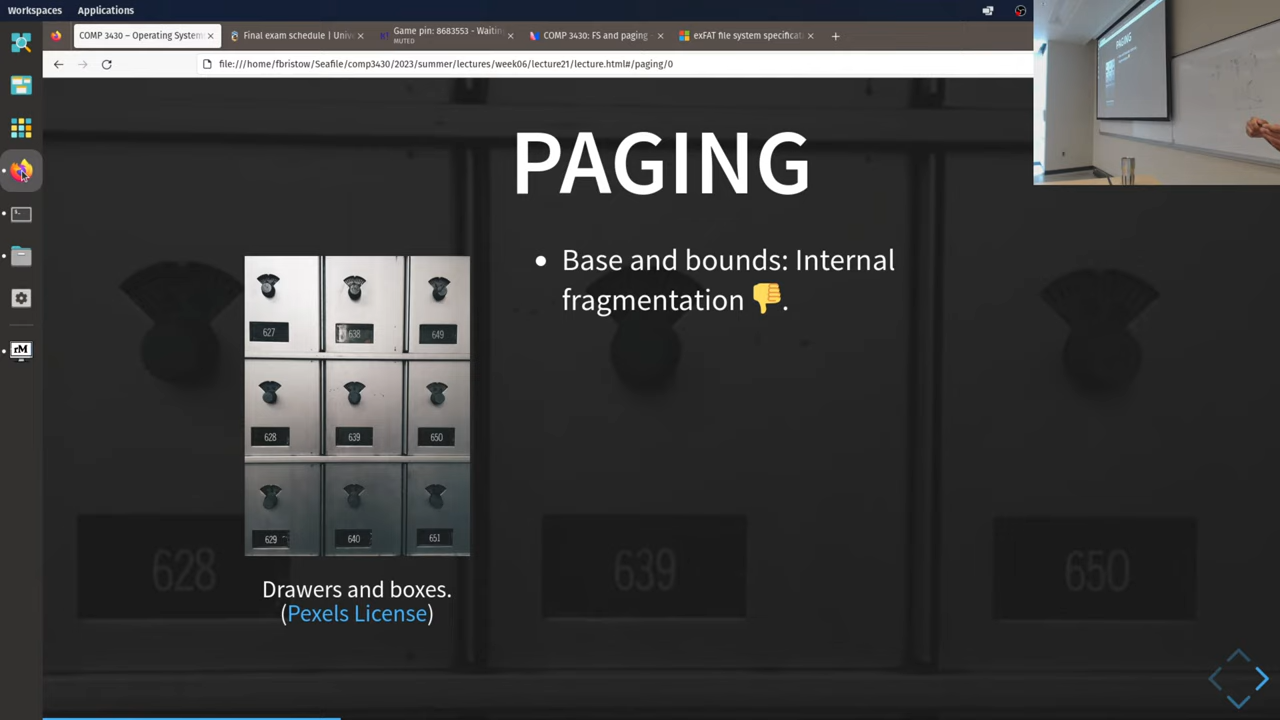 Workspaces Applications
COMP 3430 – Operating System: × Final exam schedule | Univ × Game pin: 8683553 - Waitin × COMP 3430: FS and paging × exFAT file system specificat × +
MUTED
file:///home/fbristow/Seafile/comp3430/2023/summer/lectures/week06/lecture21/lecture.html#/paging/0
PAGING
• Base and bounds: Internal
fragmentation 👎.
627 638 649
628 639 650
629 640 651
Drawers and boxes.
(Pexels License)
628 639 650
rM
PAGING